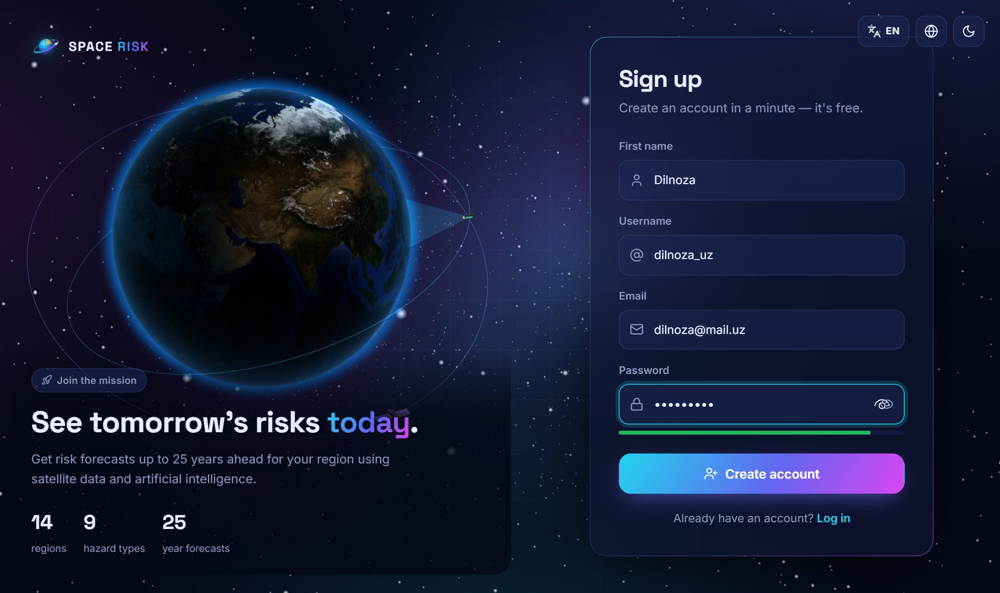 SPACE RISK
EN
Join the mission
See tomorrow's risks today.
Get risk forecasts up to 25 years ahead for your region using
satellite data and artificial intelligence.
14
regions
9
hazard types
25
year forecasts
Sign up
Create an account in a minute — it's free.
First name
Dilnoza
Username
dilnoza_uz
Email
dilnoza@mail.uz
Password
•••••••••
Create account
Already have an account? Log in